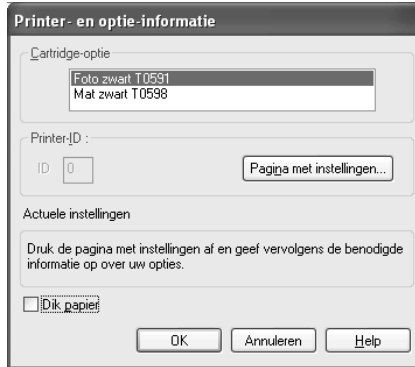 Printer- en optie-informatie
Cartridge-optie
Foto zwart T0591
Mat zwart T0598
Printer-ID :
ID 0 Pagina met instellingen...
Actuele instellingen
Druk de pagina met instellingen af en geef vervolgens de benodigde
informatie op over uw opties.
Dik papier
OK Annuleren Help